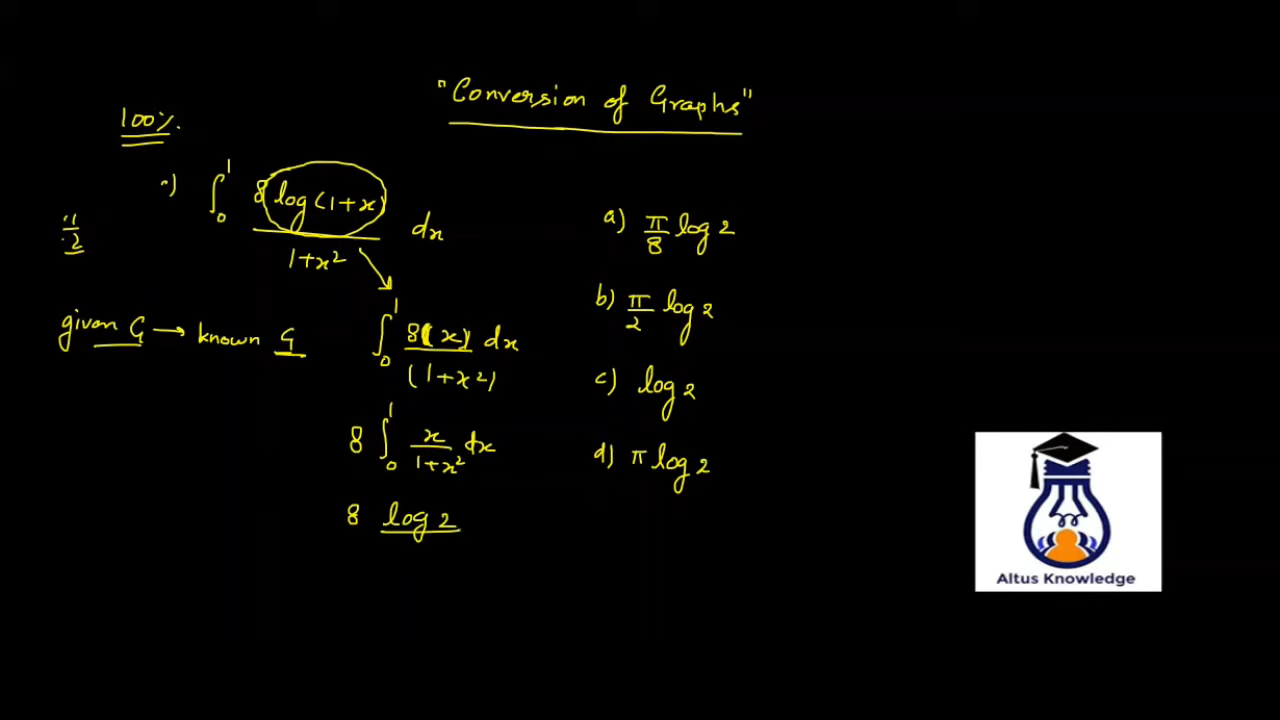 "Conversion of Graphs"
100%.
∫₀¹ 8 log(1+x) / 1+x² dx
given G → known G
∫₀¹ 8(x) / (1+x²) dx
8 ∫₀¹ x / 1+x² dx
8 log 2
a) π/8 log 2
b) π/2 log 2
c) log 2
d) π log 2
Altus Knowledge